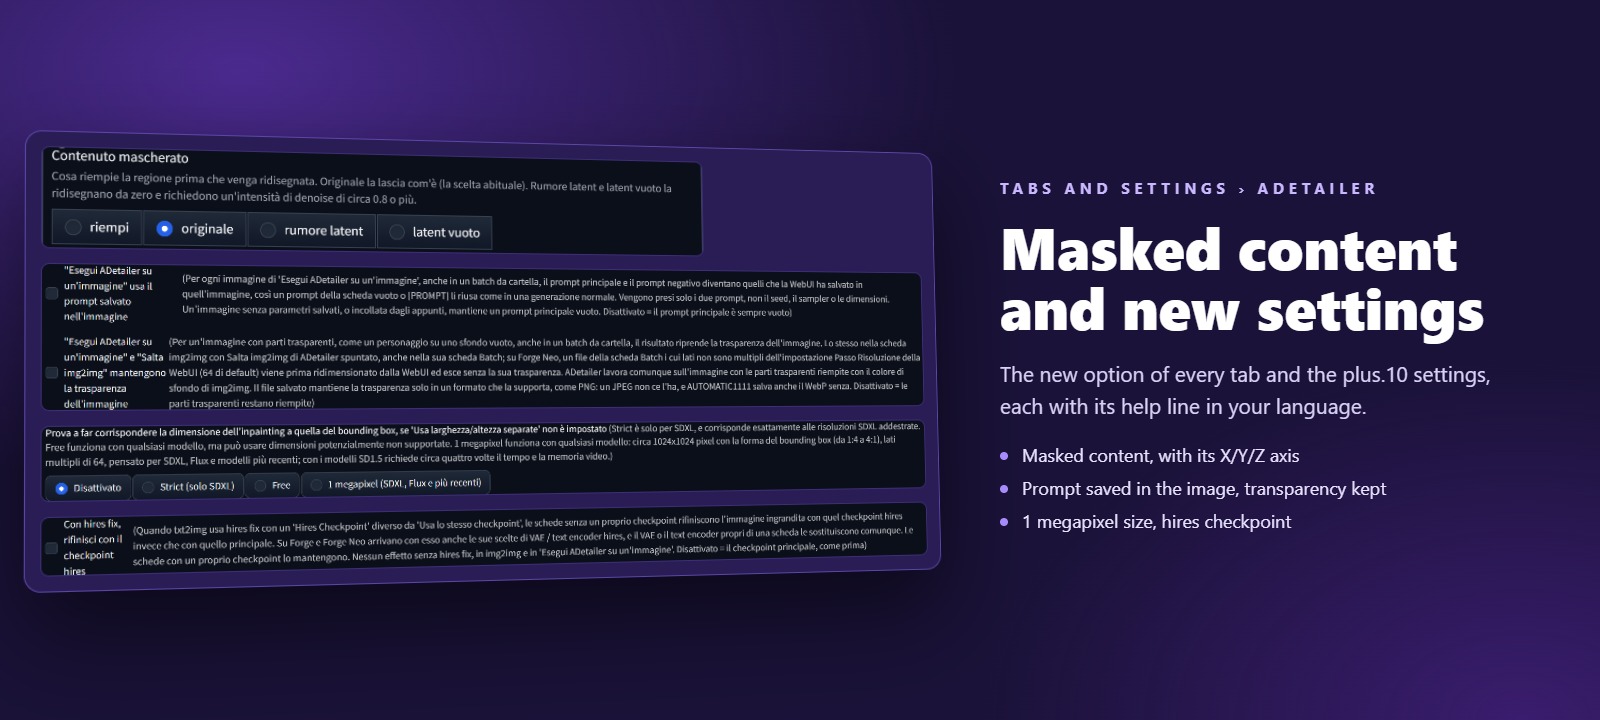 Contenuto mascherato
Cosa riempie la regione prima che venga ridisegnata. Originale la lascia com'è (la scelta abituale). Rumore latent e latent vuoto la
ridisegnano da zero e richiedono un'intensità di denoise di circa 0.8 o più.
riempi originale rumore latent latent vuoto
"Esegui ADetailer su
un'immagine" usa il
prompt salvato
nell'immagine
(Per ogni immagine di 'Esegui ADetailer su un'immagine', anche in un batch da cartella, il prompt principale e il prompt negativo diventano quelli che la WebUI ha salvato in
quell'immagine, così un prompt della scheda vuoto o [PROMPT] li riusa come in una generazione normale. Vengono presi solo i due prompt, non il seed, il sampler o le dimensioni.
Un'immagine senza parametri salvati, o incollata dagli appunti, mantiene un prompt principale vuoto. Disattivato = il prompt principale è sempre vuoto)
"Esegui ADetailer su
un'immagine" e "Salta
img2img" mantengono
la trasparenza
dell'immagine
(Per un'immagine con parti trasparenti, come un personaggio su uno sfondo vuoto, anche in un batch da cartella, il risultato riprende la trasparenza dell'immagine. Lo stesso nella scheda
img2img con Salta img2img di ADetailer spuntato, anche nella sua scheda Batch; su Forge Neo, un file della scheda Batch i cui lati non sono multipli dell'impostazione Passo Risoluzione della
WebUI (64 di default) viene prima ridimensionato dalla WebUI ed esce senza la sua trasparenza. ADetailer lavora comunque sull'immagine con le parti trasparenti riempite con il colore di
sfondo di img2img. Il file salvato mantiene la trasparenza solo in un formato che la supporta, come PNG: un JPEG non ce l'ha, e AUTOMATIC1111 salva anche il WebP senza. Disattivato = le
parti trasparenti restano riempite)
Prova a far corrispondere la dimensione dell'inpainting a quella del bounding box, se 'Usa larghezza/altezza separate' non è impostato (Strict è solo per SDXL, e corrisponde esattamente alle risoluzioni SDXL addestrate.
Free funziona con qualsiasi modello, ma può usare dimensioni potenzialmente non supportate. 1 megapixel funziona con qualsiasi modello: circa 1024x1024 pixel con la forma del bounding box (da 1:4 a 4:1), lati
multipli di 64, pensato per SDXL, Flux e modelli più recenti; con i modelli SD1.5 richiede circa quattro volte il tempo e la memoria video.)
Disattivato Strict (solo SDXL) Free 1 megapixel (SDXL, Flux e più recenti)
Con hires fix,
rifinisci con il
checkpoint
hires
(Quando txt2img usa hires fix con un 'Hires Checkpoint' diverso da 'Usa lo stesso checkpoint', le schede senza un proprio checkpoint rifiniscono l'immagine ingrandita con quel checkpoint hires
invece che con quello principale. Su Forge e Forge Neo arrivano con esso anche le sue scelte di VAE / text encoder hires, e il VAE o il text encoder propri di una scheda le sostituiscono comunque. Le
schede con un proprio checkpoint lo mantengono. Nessun effetto senza hires fix, in img2img e in 'Esegui ADetailer su un'immagine'. Disattivato = il checkpoint principale, come prima)
TABS AND SETTINGS › ADETAILER
Masked content
and new settings
The new option of every tab and the plus.10 settings,
each with its help line in your language.
Masked content, with its X/Y/Z axis
Prompt saved in the image, transparency kept
1 megapixel size, hires checkpoint